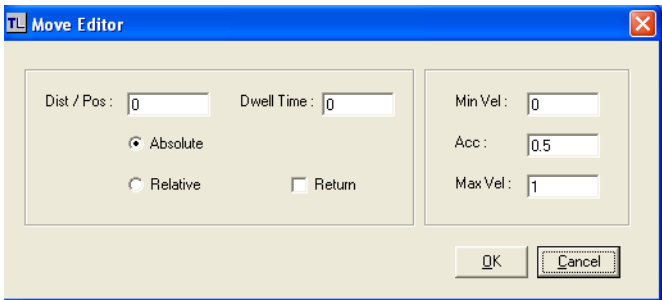 TL Move Editor
Dist / Pos : 0 Dwell Time : 0 Min Vel : 0
Absolute Acc : 0.5
Relative Return Max Vel : 1
OK Cancel